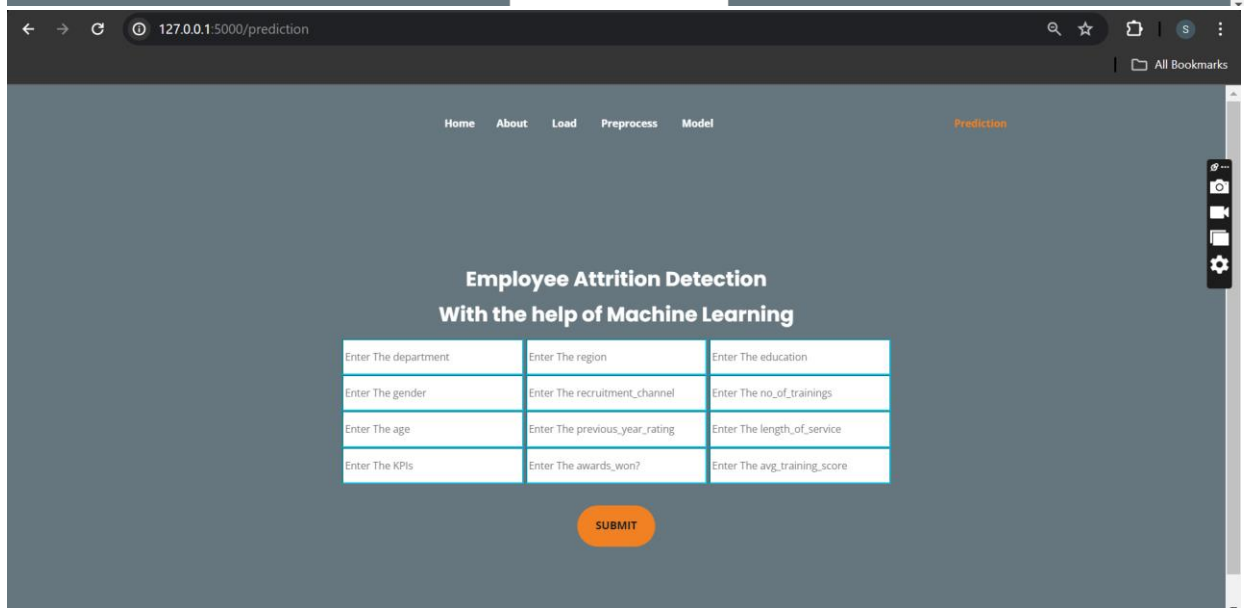 127.0.0.1:5000/prediction
S
All Bookmarks
Home About Load Preprocess Model Prediction
Employee Attrition Detection
With the help of Machine Learning
Enter The department Enter The region Enter The education
Enter The gender Enter The recruitment_channel Enter The no_of_trainings
Enter The age Enter The previous_year_rating Enter The length_of_service
Enter The KPIs Enter The awards_won? Enter The avg_training_score
SUBMIT